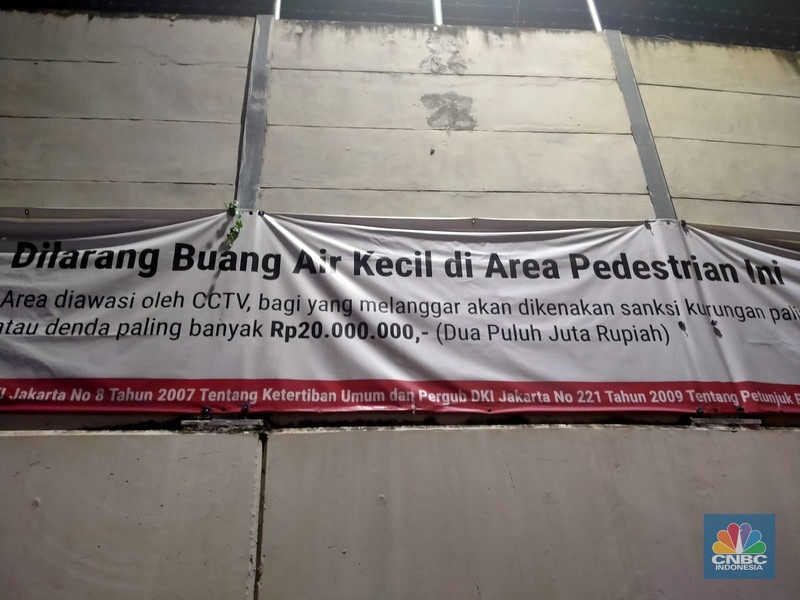 Dilarang Buang Air Kecil di Area Pedestrian Ini
Area diawasi oleh CCTV, bagi yang melanggar akan dikenakan sanksi kurungan
atau denda paling banyak Rp20.000.000,- (Dua Puluh Juta Rupiah)
Jakarta No 8 Tahun 2007 Tentang Ketertiban Umum dan Pergub DKI Jakarta No 221 Tahun 2009 Tentang Petunjuk
CNBC
INDONESIA